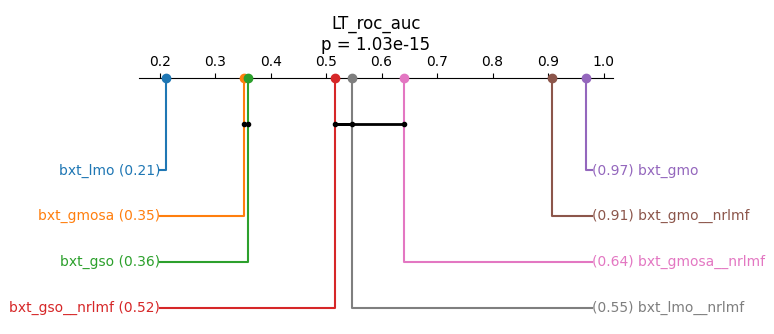 LT_roc_auc
p = 1.03e-15
0.2 0.3 0.4 0.5 0.6 0.7 0.8 0.9 1.0
bxt_lmo (0.21) (0.97) bxt_gmo
bxt_gmosa (0.35) (0.91) bxt_gmo__nrlmf
bxt_gso (0.36) (0.64) bxt_gmosa__nrlmf
bxt_gso__nrlmf (0.52) (0.55) bxt_lmo__nrlmf